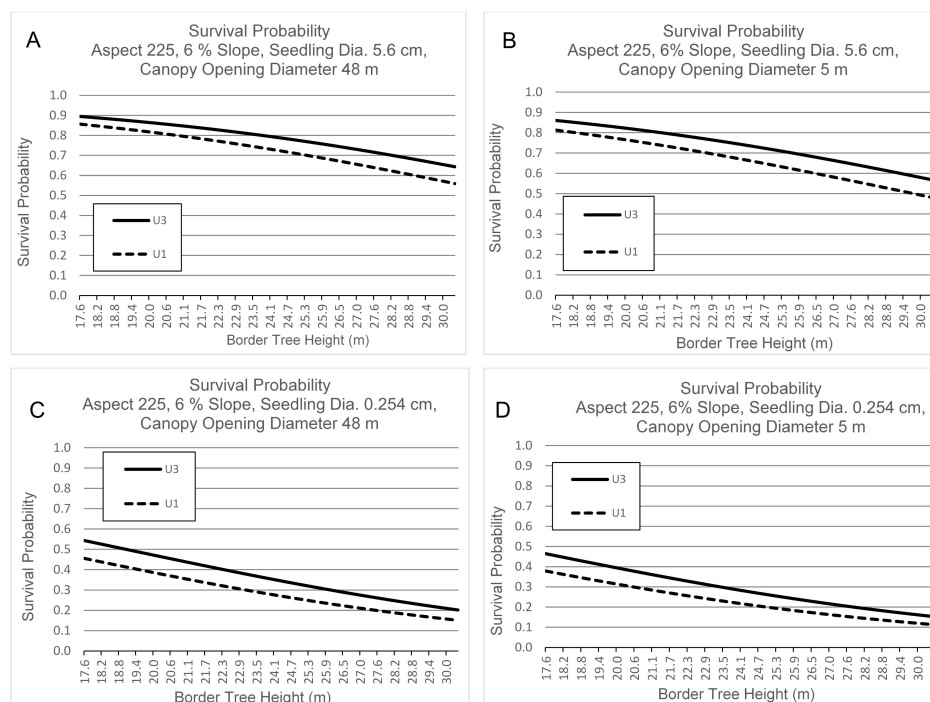 A
Survival Probability
Aspect 225, 6 % Slope, Seedling Dia. 5.6 cm,
Canopy Opening Diameter 48 m
Survival Probability
1.0
0.9
0.8
0.7
0.6
0.5
0.4
0.3
0.2
0.1
0.0
U3
U1
17.6 18.2 18.8 19.4 20.0 20.6 21.1 21.7 22.3 22.9 23.5 24.1 24.7 25.3 25.9 26.5 27.0 27.6 28.2 28.8 29.4 30.0
Border Tree Height (m)
B
Survival Probability
Aspect 225, 6% Slope, Seedling Dia. 5.6 cm,
Canopy Opening Diameter 5 m
Survival Probability
1.0
0.9
0.8
0.7
0.6
0.5
0.4
0.3
0.2
0.1
0.0
U3
U1
17.6 18.2 18.8 19.4 20.0 20.6 21.1 21.7 22.3 22.9 23.5 24.1 24.7 25.3 25.9 26.5 27.0 27.6 28.2 28.8 29.4 30.0
Border Tree Height (m)
C
Survival Probability
Aspect 225, 6 % Slope, Seedling Dia. 0.254 cm,
Canopy Opening Diameter 48 m
Survival Probability
1.0
0.9
0.8
0.7
0.6
0.5
0.4
0.3
0.2
0.1
0.0
U3
U1
17.6 18.2 18.8 19.4 20.0 20.6 21.1 21.7 22.3 22.9 23.5 24.1 24.7 25.3 25.9 26.5 27.0 27.6 28.2 28.8 29.4 30.0
Border Tree Height (m)
D
Survival Probability
Aspect 225, 6% Slope, Seedling Dia. 0.254 cm,
Canopy Opening Diameter 5 m
Survival Probability
1.0
0.9
0.8
0.7
0.6
0.5
0.4
0.3
0.2
0.1
0.0
U3
U1
17.6 18.2 18.8 19.4 20.0 20.6 21.1 21.7 22.3 22.9 23.5 24.1 24.7 25.3 25.9 26.5 27.0 27.6 28.2 28.8 29.4 30.0
Border Tree Height (m)